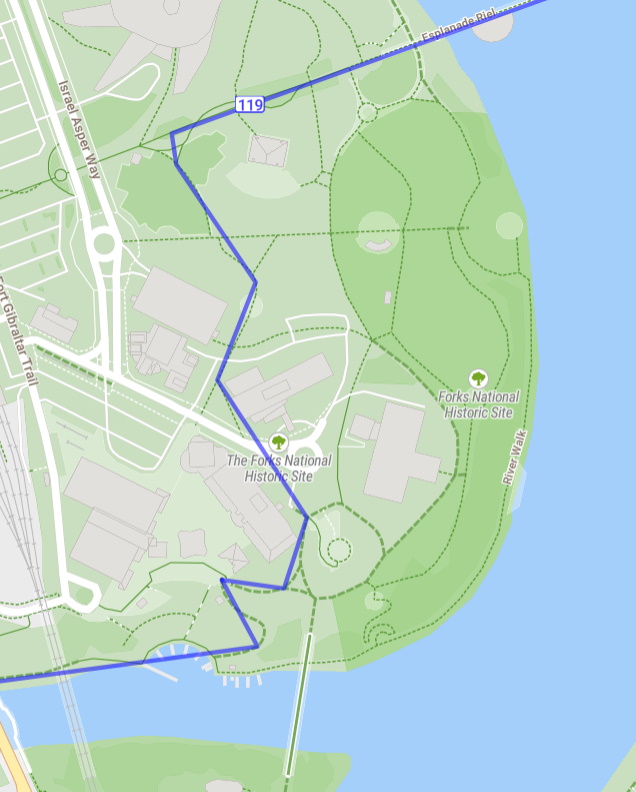 Esplanade Riel
119
Israel Asper Way
Fort Gibraltar Trail
Forks National
Historic Site
The Forks National
Historic Site
River Walk